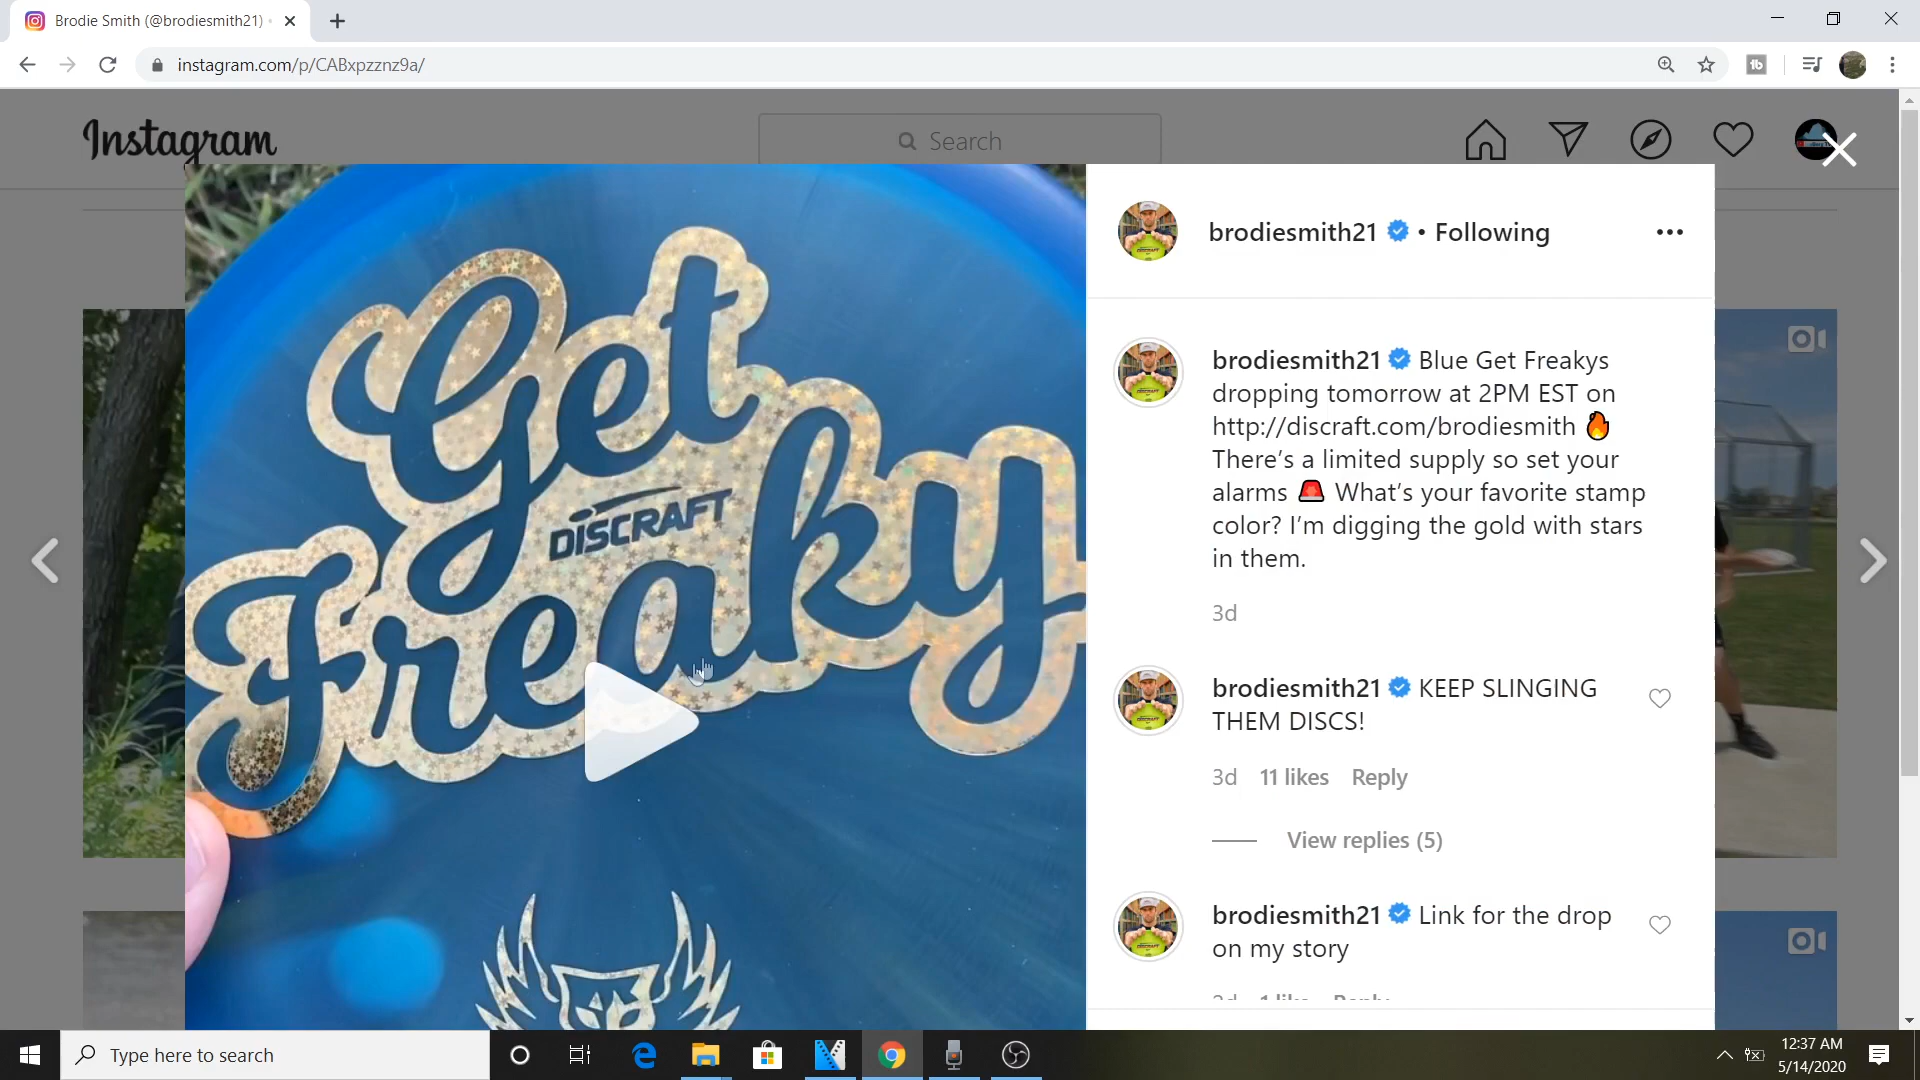 Brodie Smith (@brodiesmith21) •
instagram.com/p/CABxpzznz9a/
Instagram
Search
Get
DISCRAFT
Freaky
brodiesmith21 • Following
brodiesmith21 Blue Get Freakys
dropping tomorrow at 2PM EST on
http://discraft.com/brodiesmith 🔥
There's a limited supply so set your
alarms 🚨 What's your favorite stamp
color? I'm digging the gold with stars
in them.
3d
brodiesmith21 KEEP SLINGING
THEM DISCS!
3d 11 likes Reply
View replies (5)
brodiesmith21 Link for the drop
on my story
Type here to search
12:37 AM
5/14/2020